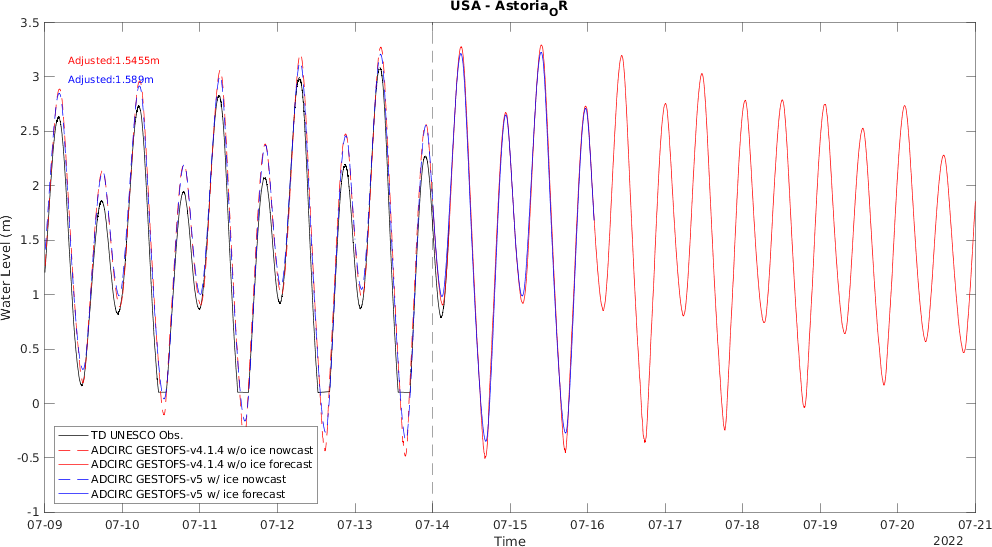 USA - Astoria_OR
3.5
3
2.5
2
1.5
1
0.5
0
-0.5
-1
Water Level (m)
Adjusted:1.5455m
Adjusted:1.589m
TD UNESCO Obs.
ADCIRC GESTOFS-v4.1.4 w/o ice nowcast
ADCIRC GESTOFS-v4.1.4 w/o ice forecast
ADCIRC GESTOFS-v5 w/ ice nowcast
ADCIRC GESTOFS-v5 w/ ice forecast
07-09 07-10 07-11 07-12 07-13 07-14 07-15 07-16 07-17 07-18 07-19 07-20 07-21
Time
2022